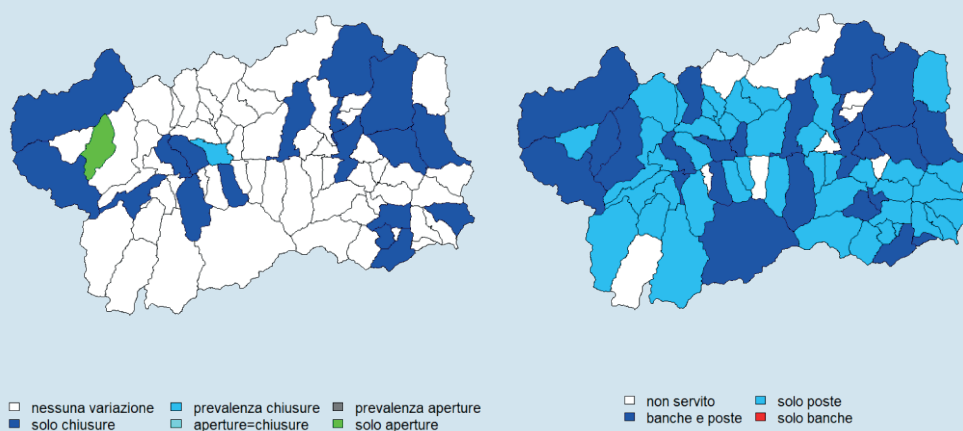 nessuna variazione prevalenza chiusure prevalenza aperture
solo chiusure aperture=chiusure solo aperture
non servito solo poste
banche e poste solo banche